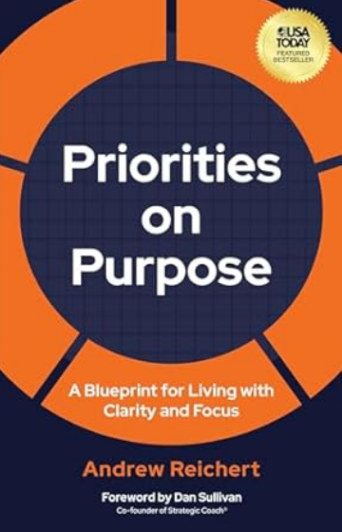 USA
TODAY
FEATURED
BESTSELLER
Priorities
on
Purpose
A Blueprint for Living with
Clarity and Focus
Andrew Reichert
Foreword by Dan Sullivan
Co-founder of Strategic Coach®